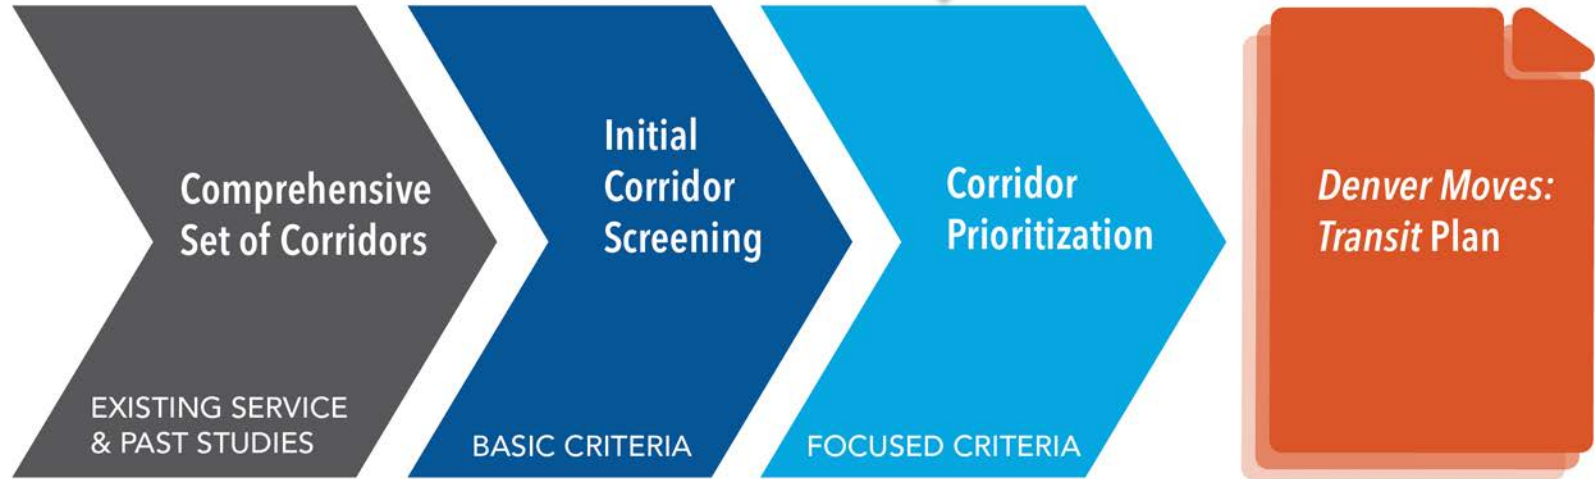 Comprehensive
Set of Corridors
EXISTING SERVICE
& PAST STUDIES
Initial
Corridor
Screening
BASIC CRITERIA
Corridor
Prioritization
FOCUSED CRITERIA
Denver Moves:
Transit Plan